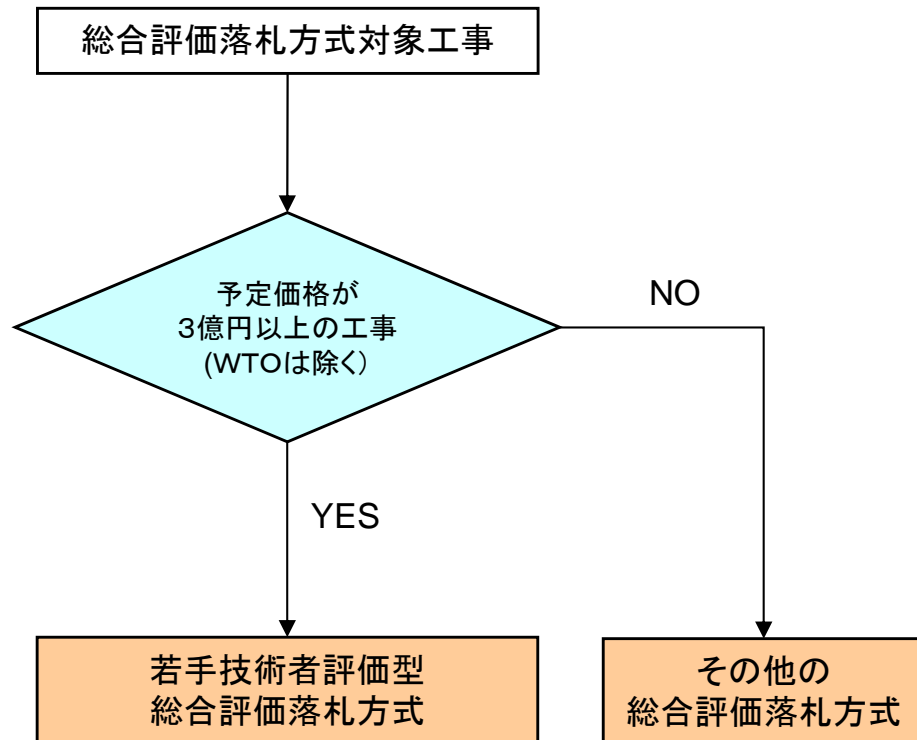 総合評価落札方式対象工事
予定価格が
3億円以上の工事
(WTOは除く)
NO
YES
若手技術者評価型
総合評価落札方式
その他の
総合評価落札方式